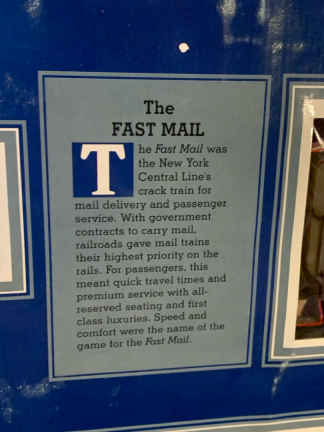 The
FAST MAIL
The Fast Mail was
the New York
Central Line's
crack train for
mail delivery and passenger
service. With government
contracts to carry mail,
railroads gave mail trains
their highest priority on the
rails. For passengers, this
meant quick travel times and
premium service with all-
reserved seating and first
class luxuries. Speed and
comfort were the name of the
game for the Fast Mail.